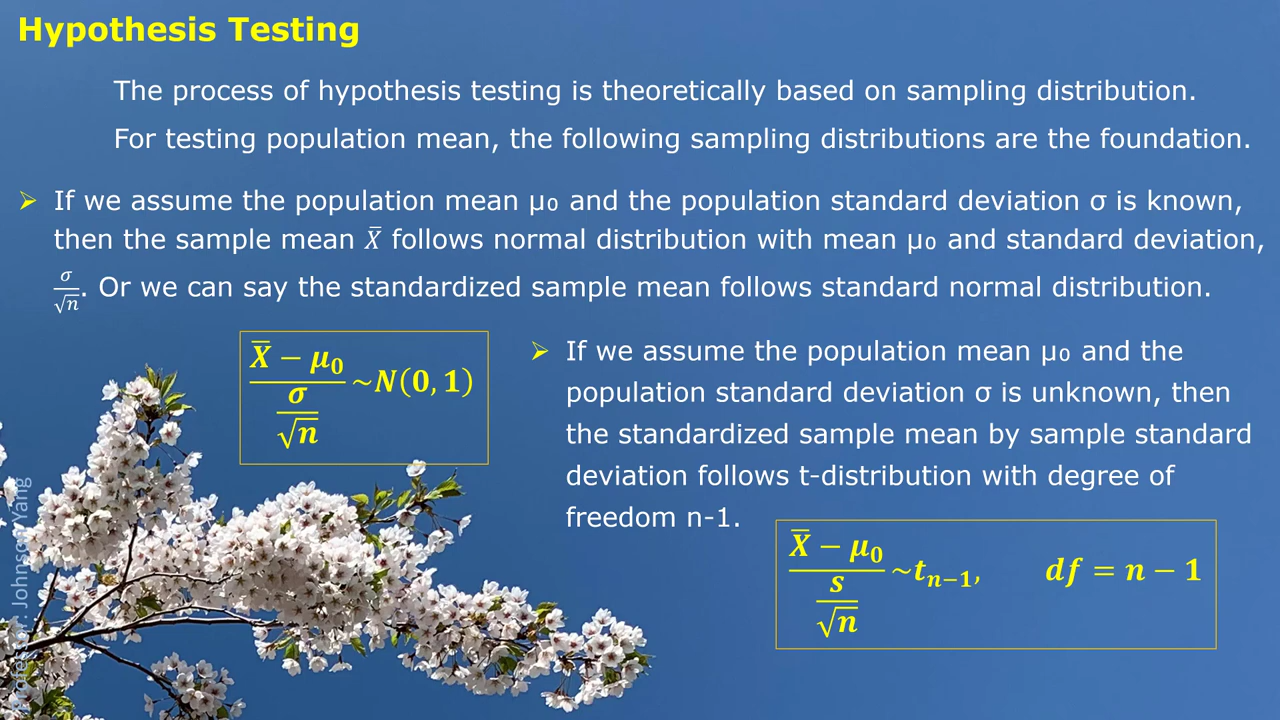 Hypothesis Testing
The process of hypothesis testing is theoretically based on sampling distribution.
For testing population mean, the following sampling distributions are the foundation.
➢ If we assume the population mean μ₀ and the population standard deviation σ is known,
then the sample mean X̄ follows normal distribution with mean μ₀ and standard deviation,
σ/√n. Or we can say the standardized sample mean follows standard normal distribution.
(X̄ − μ₀)/(σ/√n) ~N(0, 1)
➢ If we assume the population mean μ₀ and the
population standard deviation σ is unknown, then
the standardized sample mean by sample standard
deviation follows t-distribution with degree of
freedom n-1.
(X̄ − μ₀)/(s/√n) ~tₙ₋₁, df = n − 1
Professor: Johnson Yang